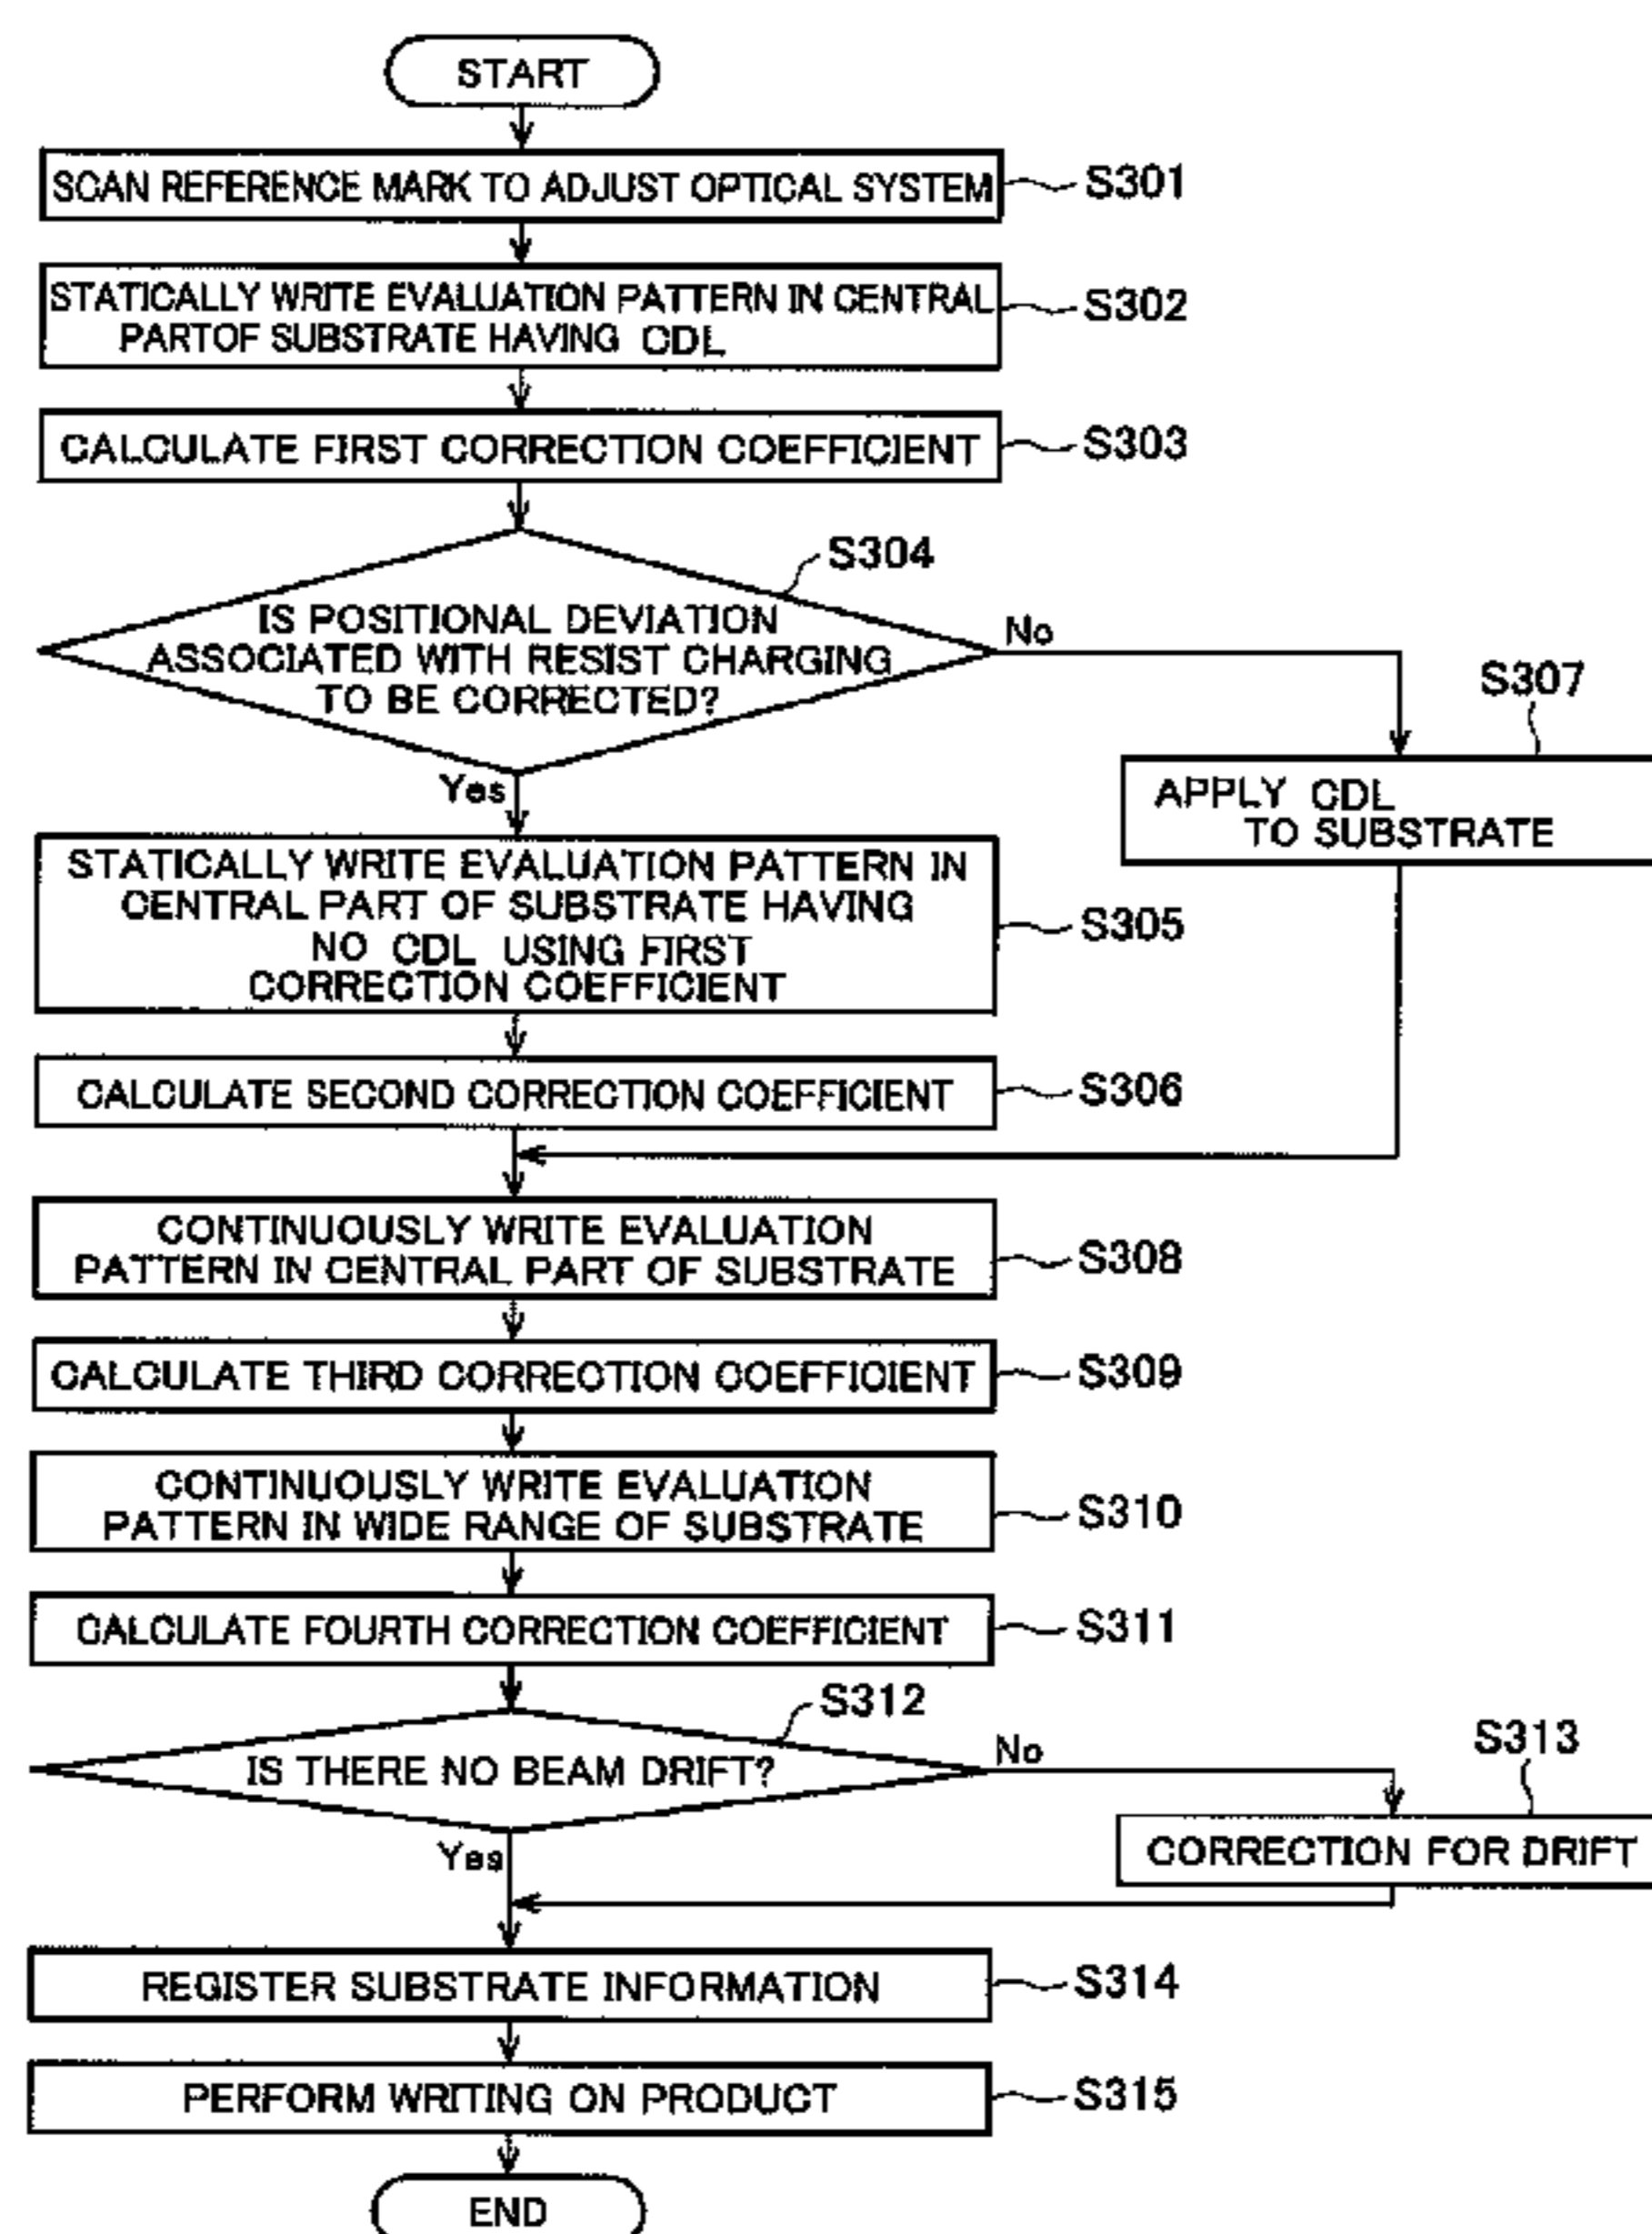 START
SCAN REFERENCE MARK TO ADJUST OPTICAL SYSTEM
S301
STATICALLY WRITE EVALUATION PATTERN IN CENTRAL
PARTOF SUBSTRATE HAVING CDL
S302
CALCULATE FIRST CORRECTION COEFFICIENT
S303
S304
IS POSITIONAL DEVIATION
ASSOCIATED WITH RESIST CHARGING
TO BE CORRECTED?
No
Yes
S307
APPLY CDL
TO SUBSTRATE
STATICALLY WRITE EVALUATION PATTERN IN
CENTRAL PART OF SUBSTRATE HAVING
NO CDL USING FIRST
CORRECTION COEFFICIENT
S305
CALCULATE SECOND CORRECTION COEFFICIENT
S306
CONTINUOUSLY WRITE EVALUATION
PATTERN IN CENTRAL PART OF SUBSTRATE
S308
CALCULATE THIRD CORRECTION COEFFICIENT
S309
CONTINUOUSLY WRITE EVALUATION
PATTERN IN WIDE RANGE OF SUBSTRATE
S310
CALCULATE FOURTH CORRECTION COEFFICIENT
S311
S312
IS THERE NO BEAM DRIFT?
No
Yes
S313
CORRECTION FOR DRIFT
REGISTER SUBSTRATE INFORMATION
S314
PERFORM WRITING ON PRODUCT
S315
END